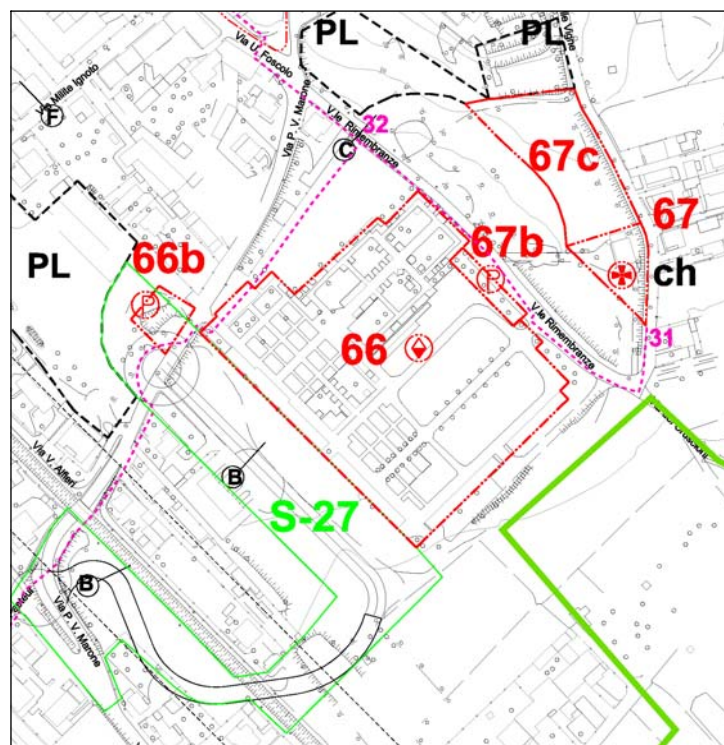 PL
PL
Via U. Foscolo
Via Milite Ignoto
F
Via P. V. Marone
32
V.le Rimembranze
C
67c
67
67b
P
ch
PL
66b
P
66
V.le Rimembranze
31
Via V. Alfieri
B
S-27
B
Via P. V. Marone